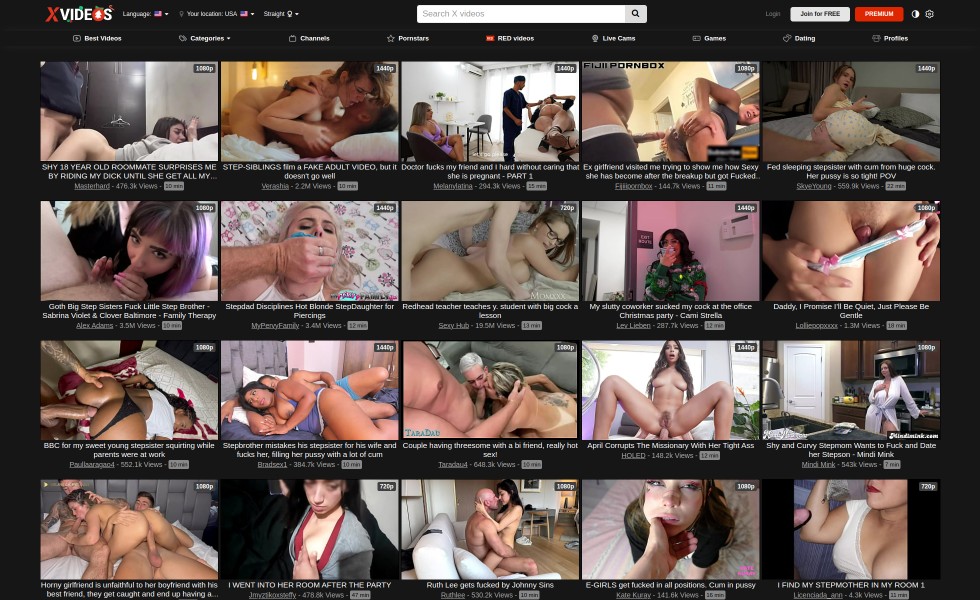 XVIDEOS Language: Your location: USA Straight Search X videos Login Join for FREE PREMIUM
Best Videos Categories Channels Pornstars RED videos Live Cams Games Dating Profiles
1080p 1440p 1440p 1080p 1440p
FIJIIPORNBOX
SHY 18 YEAR OLD ROOMMATE SURPRISES ME BY RIDING MY DICK UNTIL SHE GET ALL MY...
Masterhard - 476.3k Views - 10 min
STEP-SIBLINGS film a FAKE ADULT VIDEO, but it doesn't go well
Verashia - 2.2M Views - 10 min
Doctor fucks my friend and I hard without caring that she is pregnant - PART 1
Melanylatina - 294.3k Views - 15 min
Ex girlfriend visited me trying to show me how Sexy she has become after the breakup but got Fucked..
Fijiiipornbox - 144.7k Views - 11 min
Fed sleeping stepsister with cum from huge cock. Her pussy is so tight! POV
SkyeYoung - 559.9k Views - 22 min
1080p 1440p 720p 1440p 1080p
Goth Big Step Sisters Fuck Little Step Brother - Sabrina Violet & Clover Baltimore - Family Therapy
Alex Adams - 3.5M Views - 10 min
Stepdad Disciplines Hot Blonde StepDaughter for Piercings
MyPervyFamily - 3.4M Views - 12 min
Redhead teacher teaches y. student with big cock a lesson
Sexy Hub - 19.5M Views - 13 min
My slutty coworker sucked my cock at the office Christmas party - Cami Strella
Lev Lieben - 287.7k Views - 12 min
Daddy, I Promise I'll Be Quiet, Just Please Be Gentle
Lolliepopxxxx - 1.3M Views - 18 min
1080p 1440p 1080p 1440p 1080p
TARADAU
Mindimink.com
BBC for my sweet young stepsister squirting while parents were at work
Paullaaragao4 - 552.1k Views - 10 min
Stepbrother mistakes his stepsister for his wife and fucks her, filling her pussy with a lot of cum
Bradsex1 - 384.7k Views - 10 min
Couple having threesome with a bi friend, really hot sex!
Taradau4 - 648.3k Views - 10 min
April Corrupts The Missionary With Her Tight Ass
HOLED - 148.2k Views - 12 min
Shy and Curvy Stepmom Wants to Fuck and Date her Stepson - Mindi Mink
Mindi Mink - 543k Views - 7 min
1080p 720p 1080p 1080p 720p
Horny girlfriend is unfaithful to her boyfriend with his best friend, they get caught and end up having a...
I WENT INTO HER ROOM AFTER THE PARTY
Jmyztikoxsteffy - 478.8k Views - 47 min
Ruth Lee gets fucked by Johnny Sins
Ruthlee - 530.2k Views - 10 min
E-GIRLS get fucked in all positions. Cum in pussy
Kate Kuray - 141.6k Views - 16 min
I FIND MY STEPMOTHER IN MY ROOM 1
Licenciada_ann - 4.3k Views - 11 min